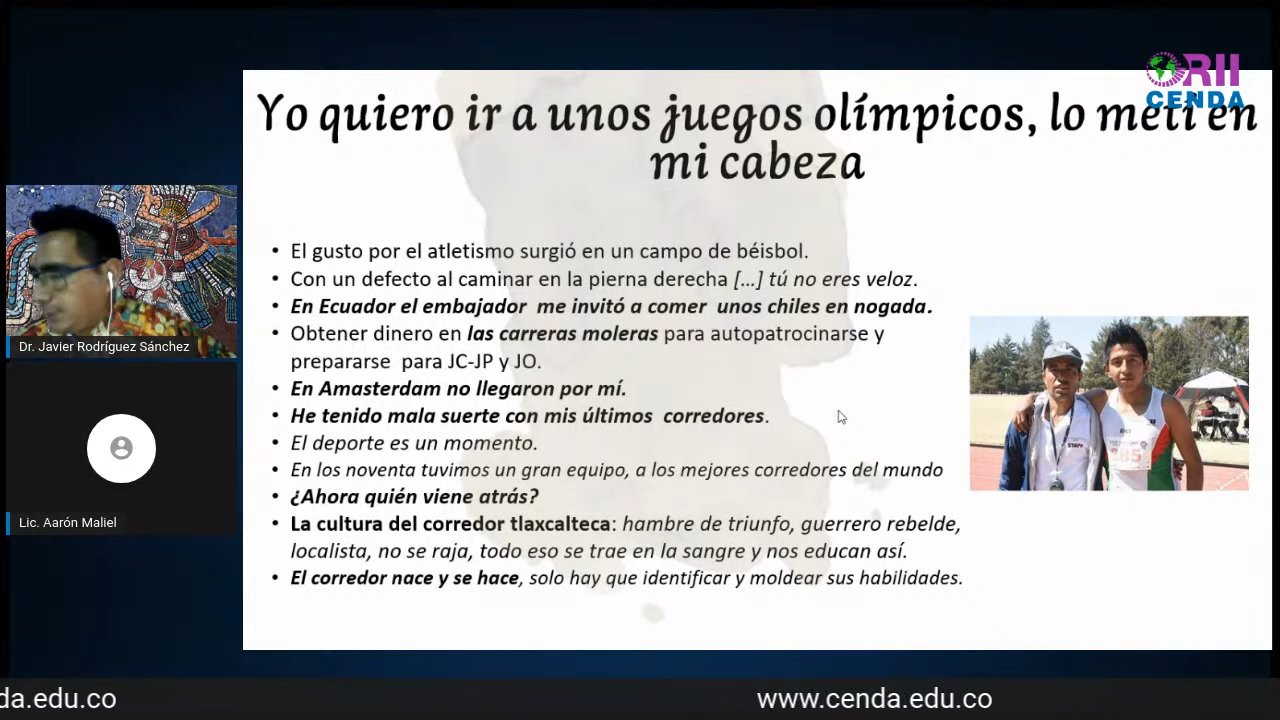 ORII
CENDA
Yo quiero ir a unos juegos olímpicos, lo metí en
mi cabeza
• El gusto por el atletismo surgió en un campo de béisbol.
• Con un defecto al caminar en la pierna derecha [...] tú no eres veloz.
• En Ecuador el embajador me invitó a comer unos chiles en nogada.
• Obtener dinero en las carreras moleras para autopatrocinarse y
prepararse para JC-JP y JO.
• En Amasterdam no llegaron por mí.
• He tenido mala suerte con mis últimos corredores.
• El deporte es un momento.
• En los noventa tuvimos un gran equipo, a los mejores corredores del mundo
• ¿Ahora quién viene atrás?
• La cultura del corredor tlaxcalteca: hambre de triunfo, guerrero rebelde,
localista, no se raja, todo eso se trae en la sangre y nos educan así.
• El corredor nace y se hace, solo hay que identificar y moldear sus habilidades.
STAFF
Dr. Javier Rodríguez Sánchez
Lic. Aarón Maliel
da.edu.co
www.cenda.edu.co